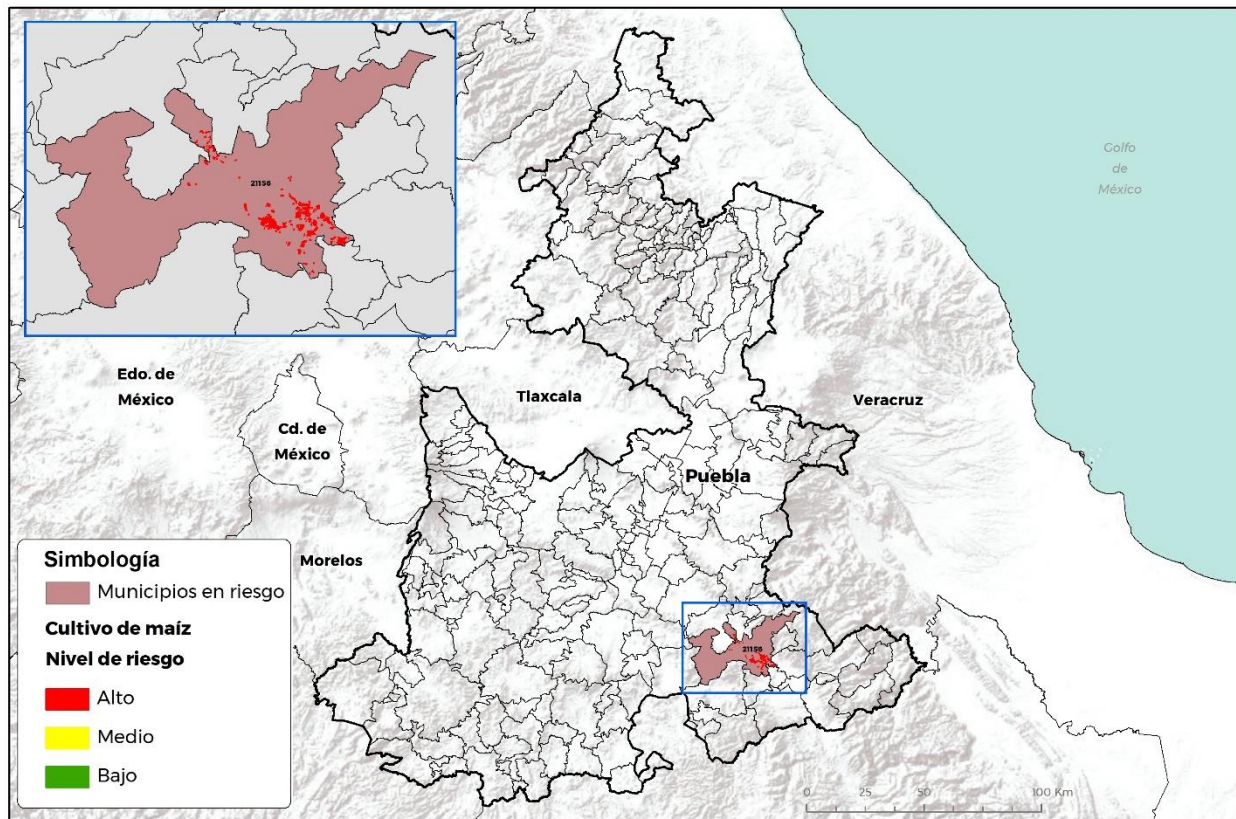 21156
Golfo
de
México
Edo. de
México
Cd. de
México
Tlaxcala
Veracruz
Puebla
Morelos
21156
Simbología
Municipios en riesgo
Cultivo de maíz
Nivel de riesgo
Alto
Medio
Bajo
0 25 50 100 Km